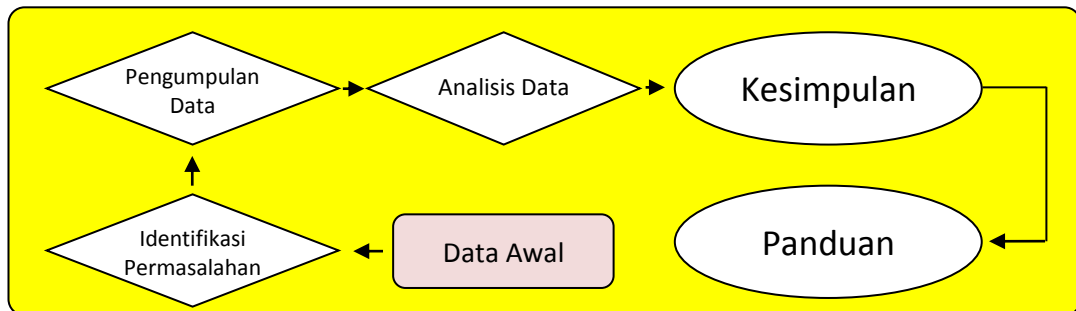 Pengumpulan
Data
Analisis Data
Kesimpulan
Identifikasi
Permasalahan
Data Awal
Panduan